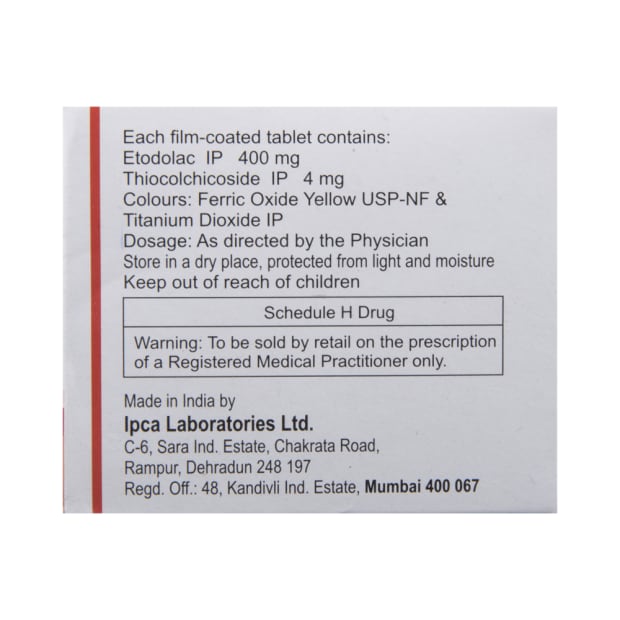 Each film-coated tablet contains:
Etodolac IP 400 mg
Thiocolchicoside IP 4 mg
Colours: Ferric Oxide Yellow USP-NF &
Titanium Dioxide IP
Dosage: As directed by the Physician
Store in a dry place, protected from light and moisture
Keep out of reach of children
Schedule H Drug
Warning: To be sold by retail on the prescription
of a Registered Medical Practitioner only.
Made in India by
Ipca Laboratories Ltd.
C-6, Sara Ind. Estate, Chakrata Road,
Rampur, Dehradun 248 197
Regd. Off.: 48, Kandivli Ind. Estate, Mumbai 400 067